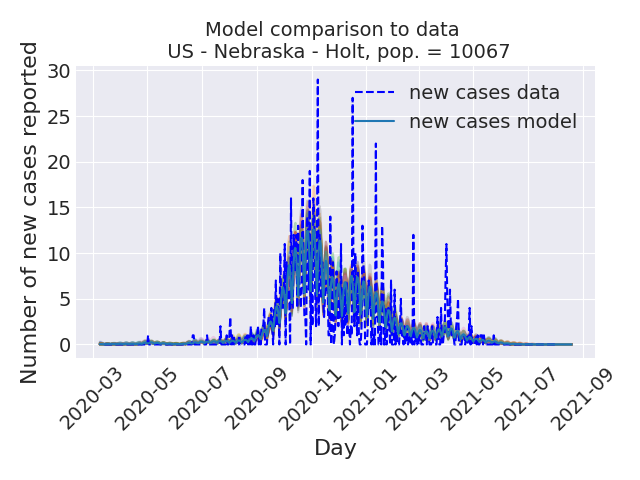 Model comparison to data
US - Nebraska - Holt, pop. = 10067
Number of new cases reported
30
25
20
15
10
5
0
new cases data
new cases model
2020-03
2020-05
2020-07
2020-09
2020-11
2021-01
2021-03
2021-05
2021-07
2021-09
Day